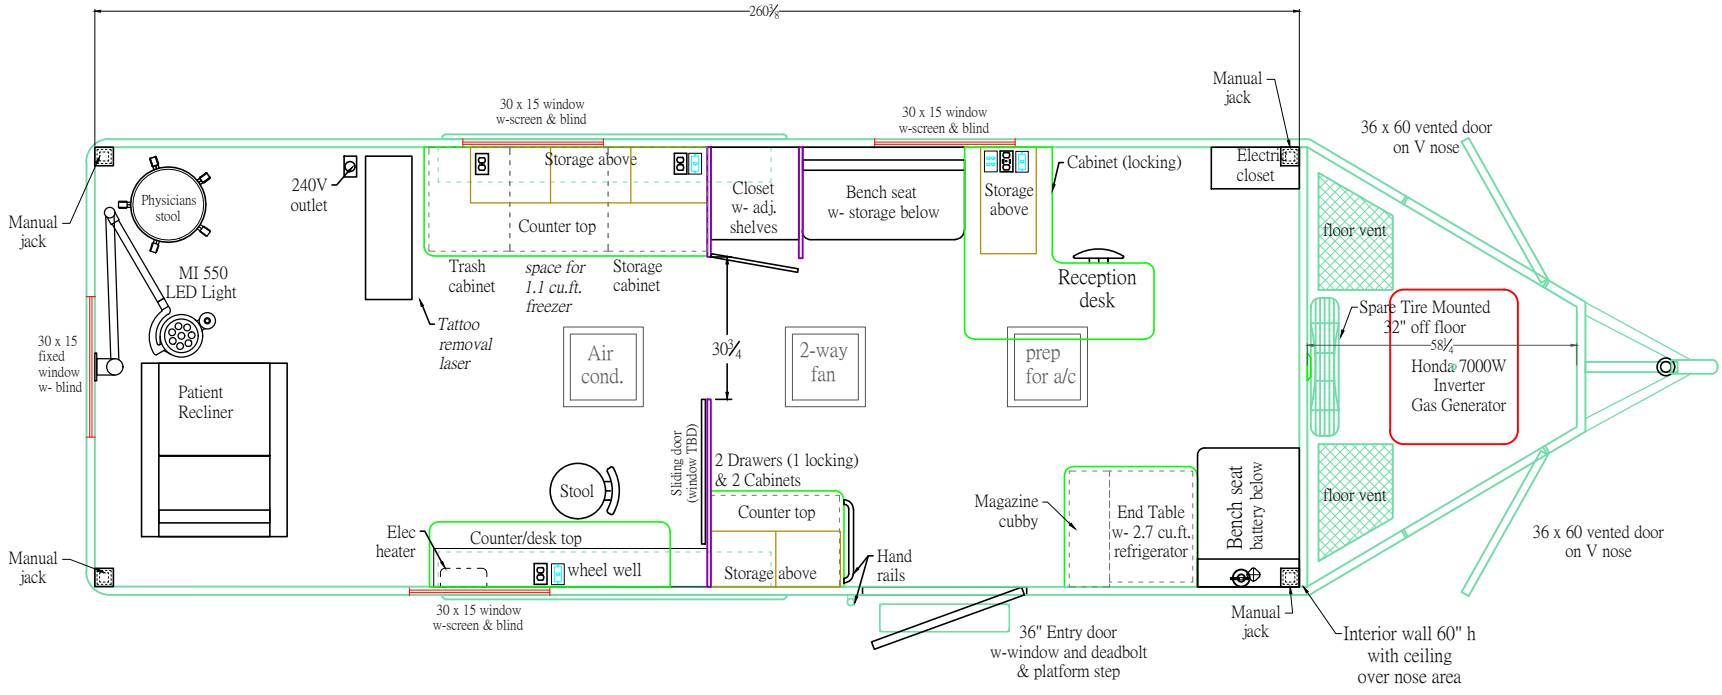 260⅜
Manual
jack
36 x 60 vented door
on V nose
30 x 15 window
w-screen & blind
30 x 15 window
w-screen & blind
Storage above
Cabinet (locking)
Electric
closet
240V
outlet
Physicians
stool
Closet
w- adj.
shelves
Bench seat
w- storage below
Storage
above
Manual
jack
Counter top
floor vent
MI 550
LED Light
Trash
cabinet
space for
1.1 cu.ft.
freezer
Storage
cabinet
Reception
desk
Tattoo
removal
laser
Spare Tire Mounted
32" off floor
58¼
30 x 15
fixed
window
w- blind
Air
cond.
30¾
2-way
fan
prep
for a/c
Honda 7000W
Inverter
Gas Generator
Patient
Recliner
Sliding door
(window TBD)
2 Drawers (1 locking)
& 2 Cabinets
Stool
Counter top
Magazine
cubby
End Table
w- 2.7 cu.ft.
refrigerator
Bench seat
battery below
floor vent
Elec
heater
Counter/desk top
wheel well
Storage above
Hand
rails
36 x 60 vented door
on V nose
Manual
jack
30 x 15 window
w-screen & blind
Manual
jack
36" Entry door
w-window and deadbolt
& platform step
Interior wall 60" h
with ceiling
over nose area